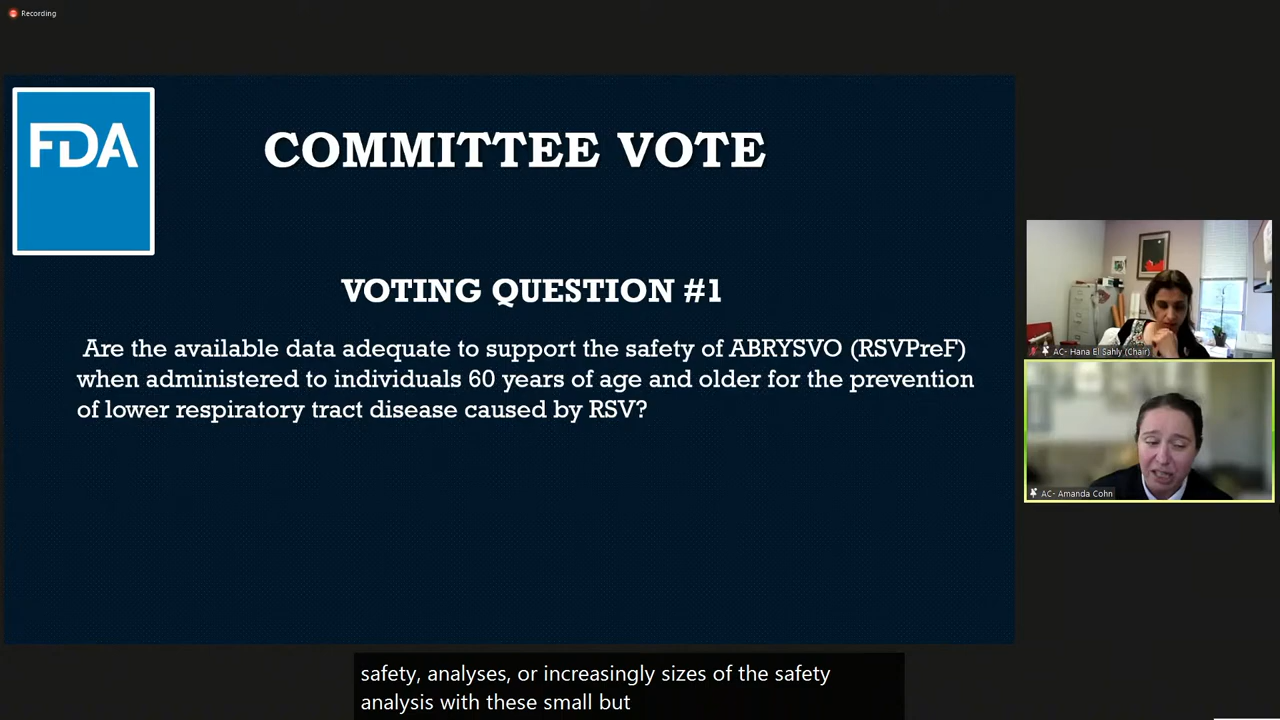 Recording
FDA
COMMITTEE VOTE
VOTING QUESTION #1
Are the available data adequate to support the safety of ABRYSVO (RSVPreF)
when administered to individuals 60 years of age and older for the prevention
of lower respiratory tract disease caused by RSV?
AC- Hana El Sahly (Chair)
AC- Amanda Cohn
safety, analyses, or increasingly sizes of the safety
analysis with these small but